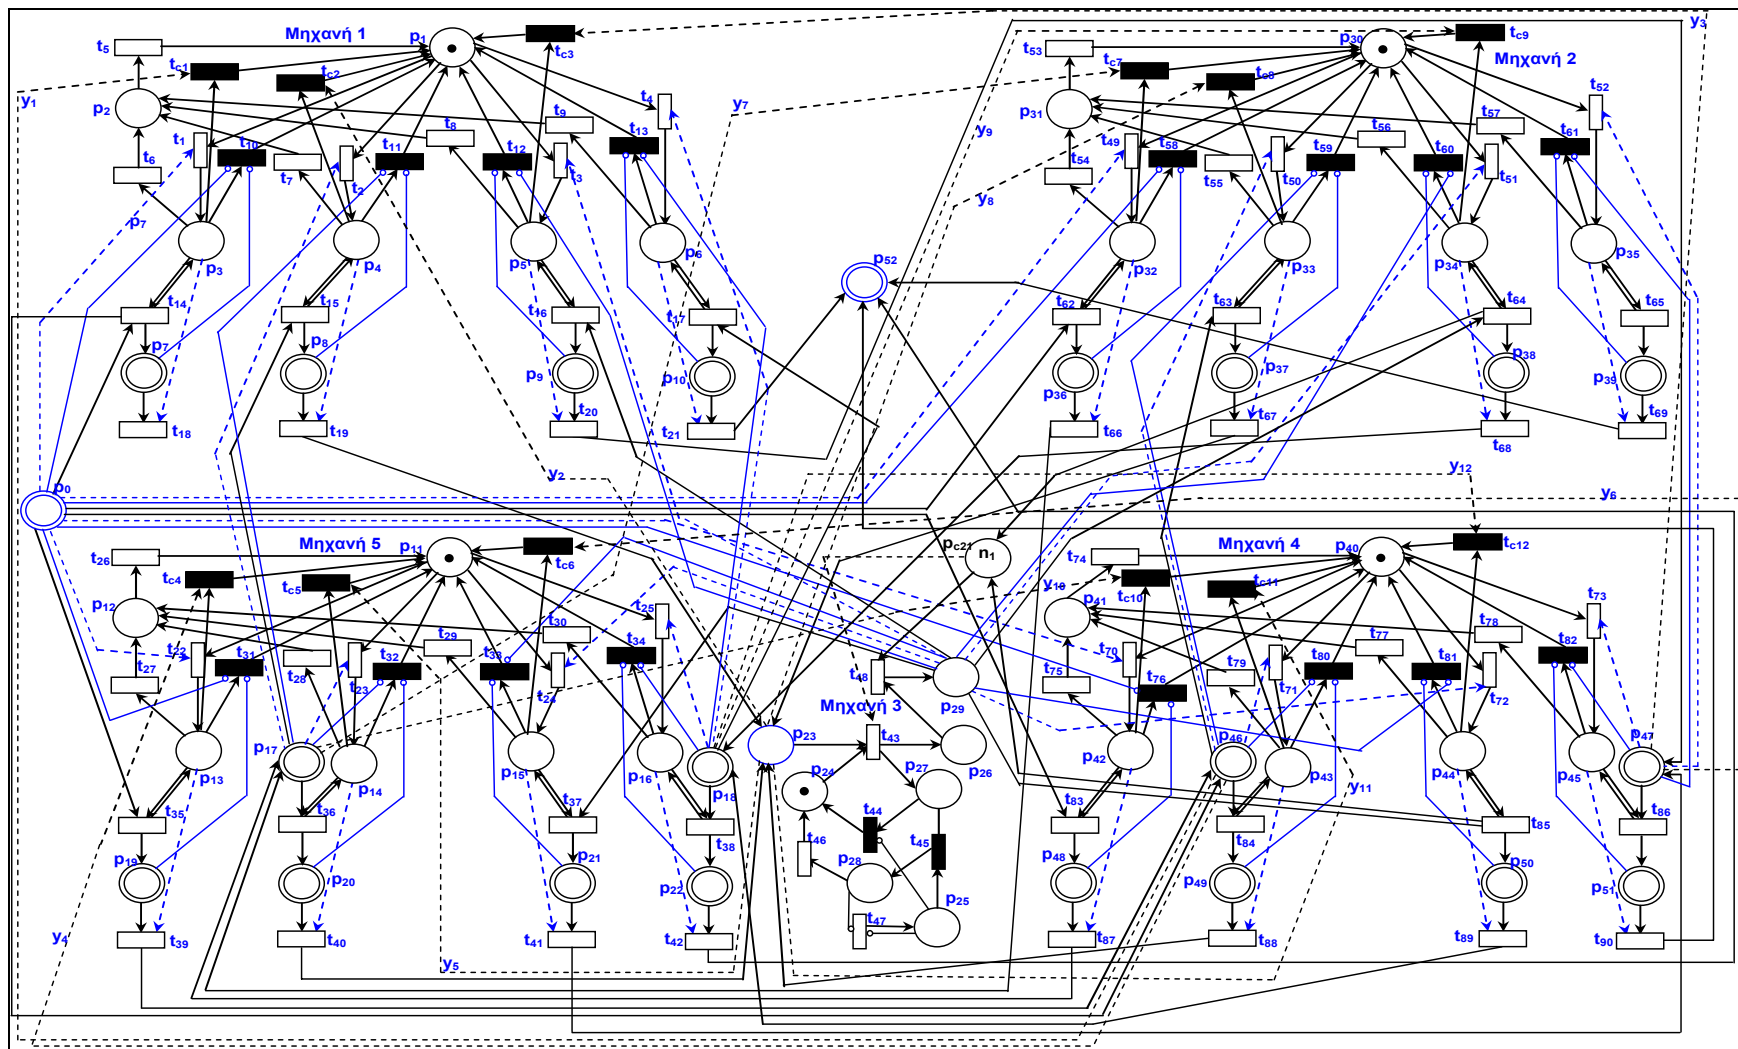 Μηχανή 1
p1
tc3
y3
t5
tc1
tc2
y1
p2
t9
t4
t8
t13
t1
t10
t11
t12
t3
t6
t7
t2
p7
p3
p4
p5
p6
t14
t15
t16
t17
p7
p8
p9
p10
t18
t19
t20
t21
p52
p30
tc9
Μηχανή 2
t53
tc7
tc8
t52
y7
y9
y8
p31
t57
t56
t61
t49
t58
t59
t60
t54
t55
t50
t51
p32
p33
p34
p35
t62
t63
t64
t65
p36
p37
p38
p39
t66
t67
t68
t69
p0
y2
y12
y6
Μηχανή 5
p11
tc6
t26
tc4
tc5
p12
t25
t30
t29
t34
t22
t31
t32
t33
t27
t28
t23
t24
p13
p17
p14
p15
p16
p18
t35
t36
t37
t38
p19
p20
p21
p22
t39
t40
t41
t42
y4
y5
pc21
n1
t48
p29
Μηχανή 3
p23
t43
p26
p24
p27
t44
t45
t46
p28
p25
t47
Μηχανή 4
p40
tc12
t74
tc10
tc11
y10
p41
t73
t78
t77
t82
t70
t76
t79
t80
t81
t75
t71
t72
p42
p46
p43
p44
p45
p47
y11
t83
t84
t85
t86
p48
p49
p50
p51
t87
t88
t89
t90